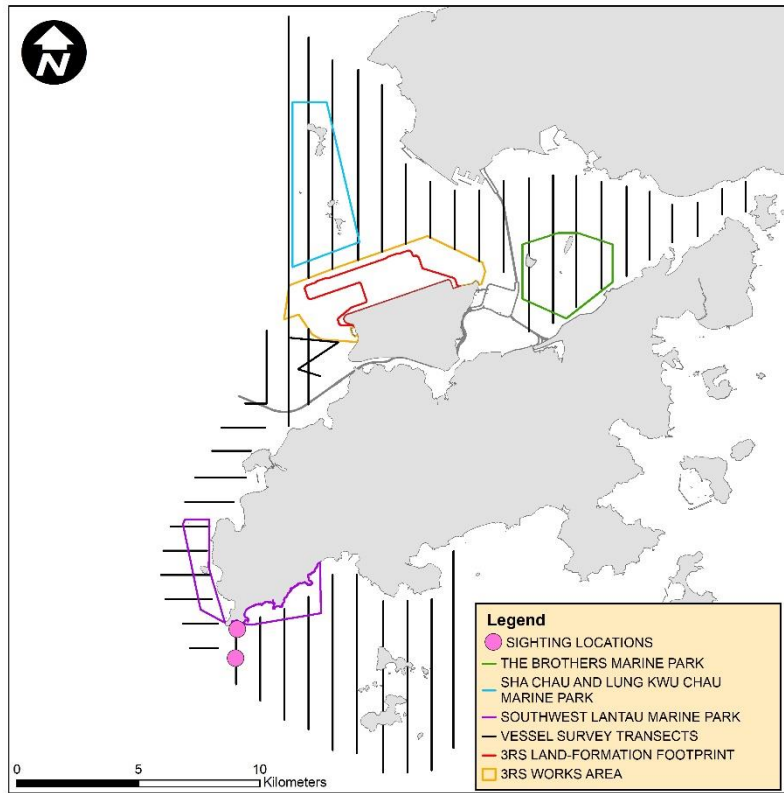 N
Legend
SIGHTING LOCATIONS
THE BROTHERS MARINE PARK
SHA CHAU AND LUNG KWU CHAU
MARINE PARK
SOUTHWEST LANTAU MARINE PARK
VESSEL SURVEY TRANSECTS
3RS LAND-FORMATION FOOTPRINT
3RS WORKS AREA
0 5 10
Kilometers